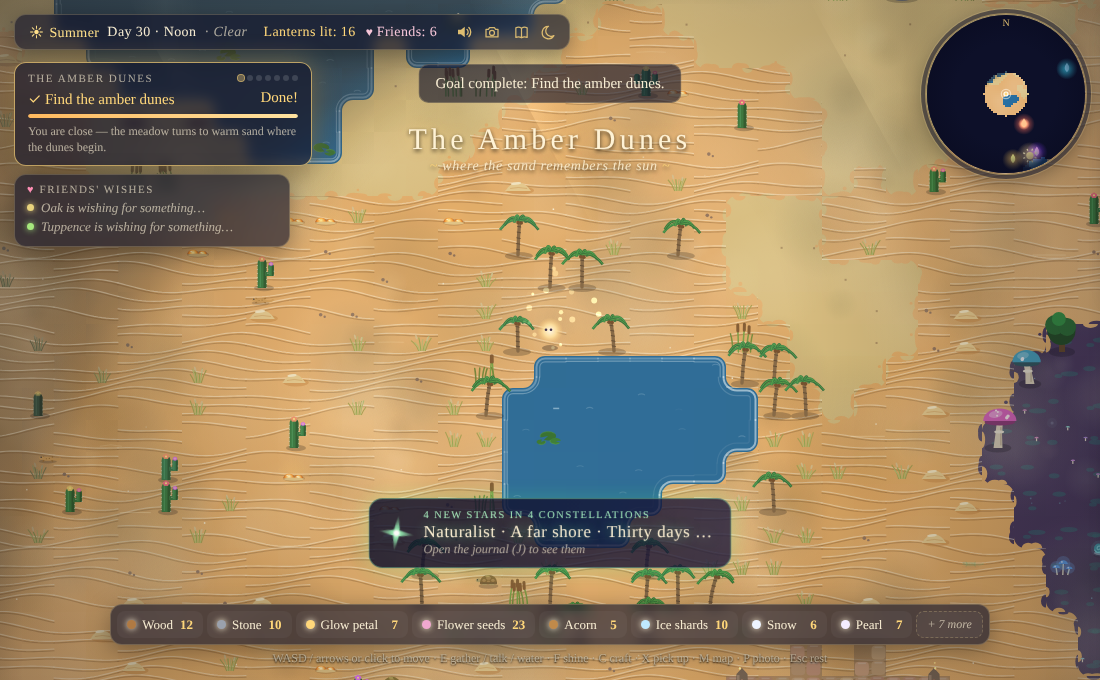 Summer Day 30 · Noon · Clear Lanterns lit: 16 ♥ Friends: 6
N
THE AMBER DUNES
Find the amber dunes Done!
You are close — the meadow turns to warm sand where
the dunes begin.
Goal complete: Find the amber dunes.
The Amber Dunes
where the sand remembers the sun
♥ FRIENDS' WISHES
Oak is wishing for something…
Tuppence is wishing for something…
4 NEW STARS IN 4 CONSTELLATIONS
Naturalist · A far shore · Thirty days …
Open the journal (J) to see them
Wood 12 Stone 10 Glow petal 7 Flower seeds 23 Acorn 5 Ice shards 10 Snow 6 Pearl 7 + 7 more
WASD / arrows or click to move · E gather / talk / water · F shine · C craft · X pick up · M map · P photo · Esc rest